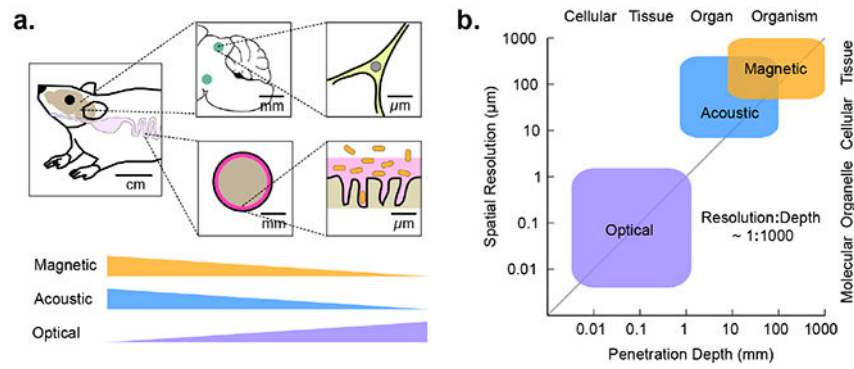 a.
mm
μm
cm
mm
μm
Magnetic
Acoustic
Optical
b.
Cellular Tissue Organ Organism
1000
100
10
1
0.1
0.01
Spatial Resolution (μm)
Magnetic
Acoustic
Optical
Resolution:Depth
~ 1:1000
Molecular Organelle Cellular Tissue
0.01 0.1 1 10 100 1000
Penetration Depth (mm)